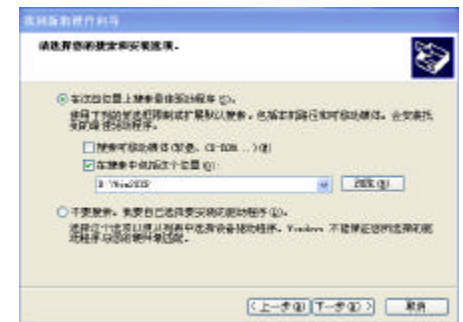 找到新的硬件向导
请选择您的搜索和安装选项。
在这些位置上搜索最佳驱动程序(S)。
使用下列的复选框限制或扩展默认搜索，包括本机路径和可移动媒体。会安装找
到的最佳驱动程序。
搜索可移动媒体(软盘、CD-ROM...)(M)
在搜索中包括这个位置(O):
浏览(R)
不要搜索。我要自己选择要安装的驱动程序(D)。
选择这个选项以便从列表中选择设备驱动程序。Windows 不能保证您所选择的驱
动程序与您的硬件最匹配。
<上一步(B) 下一步(N)> 取消